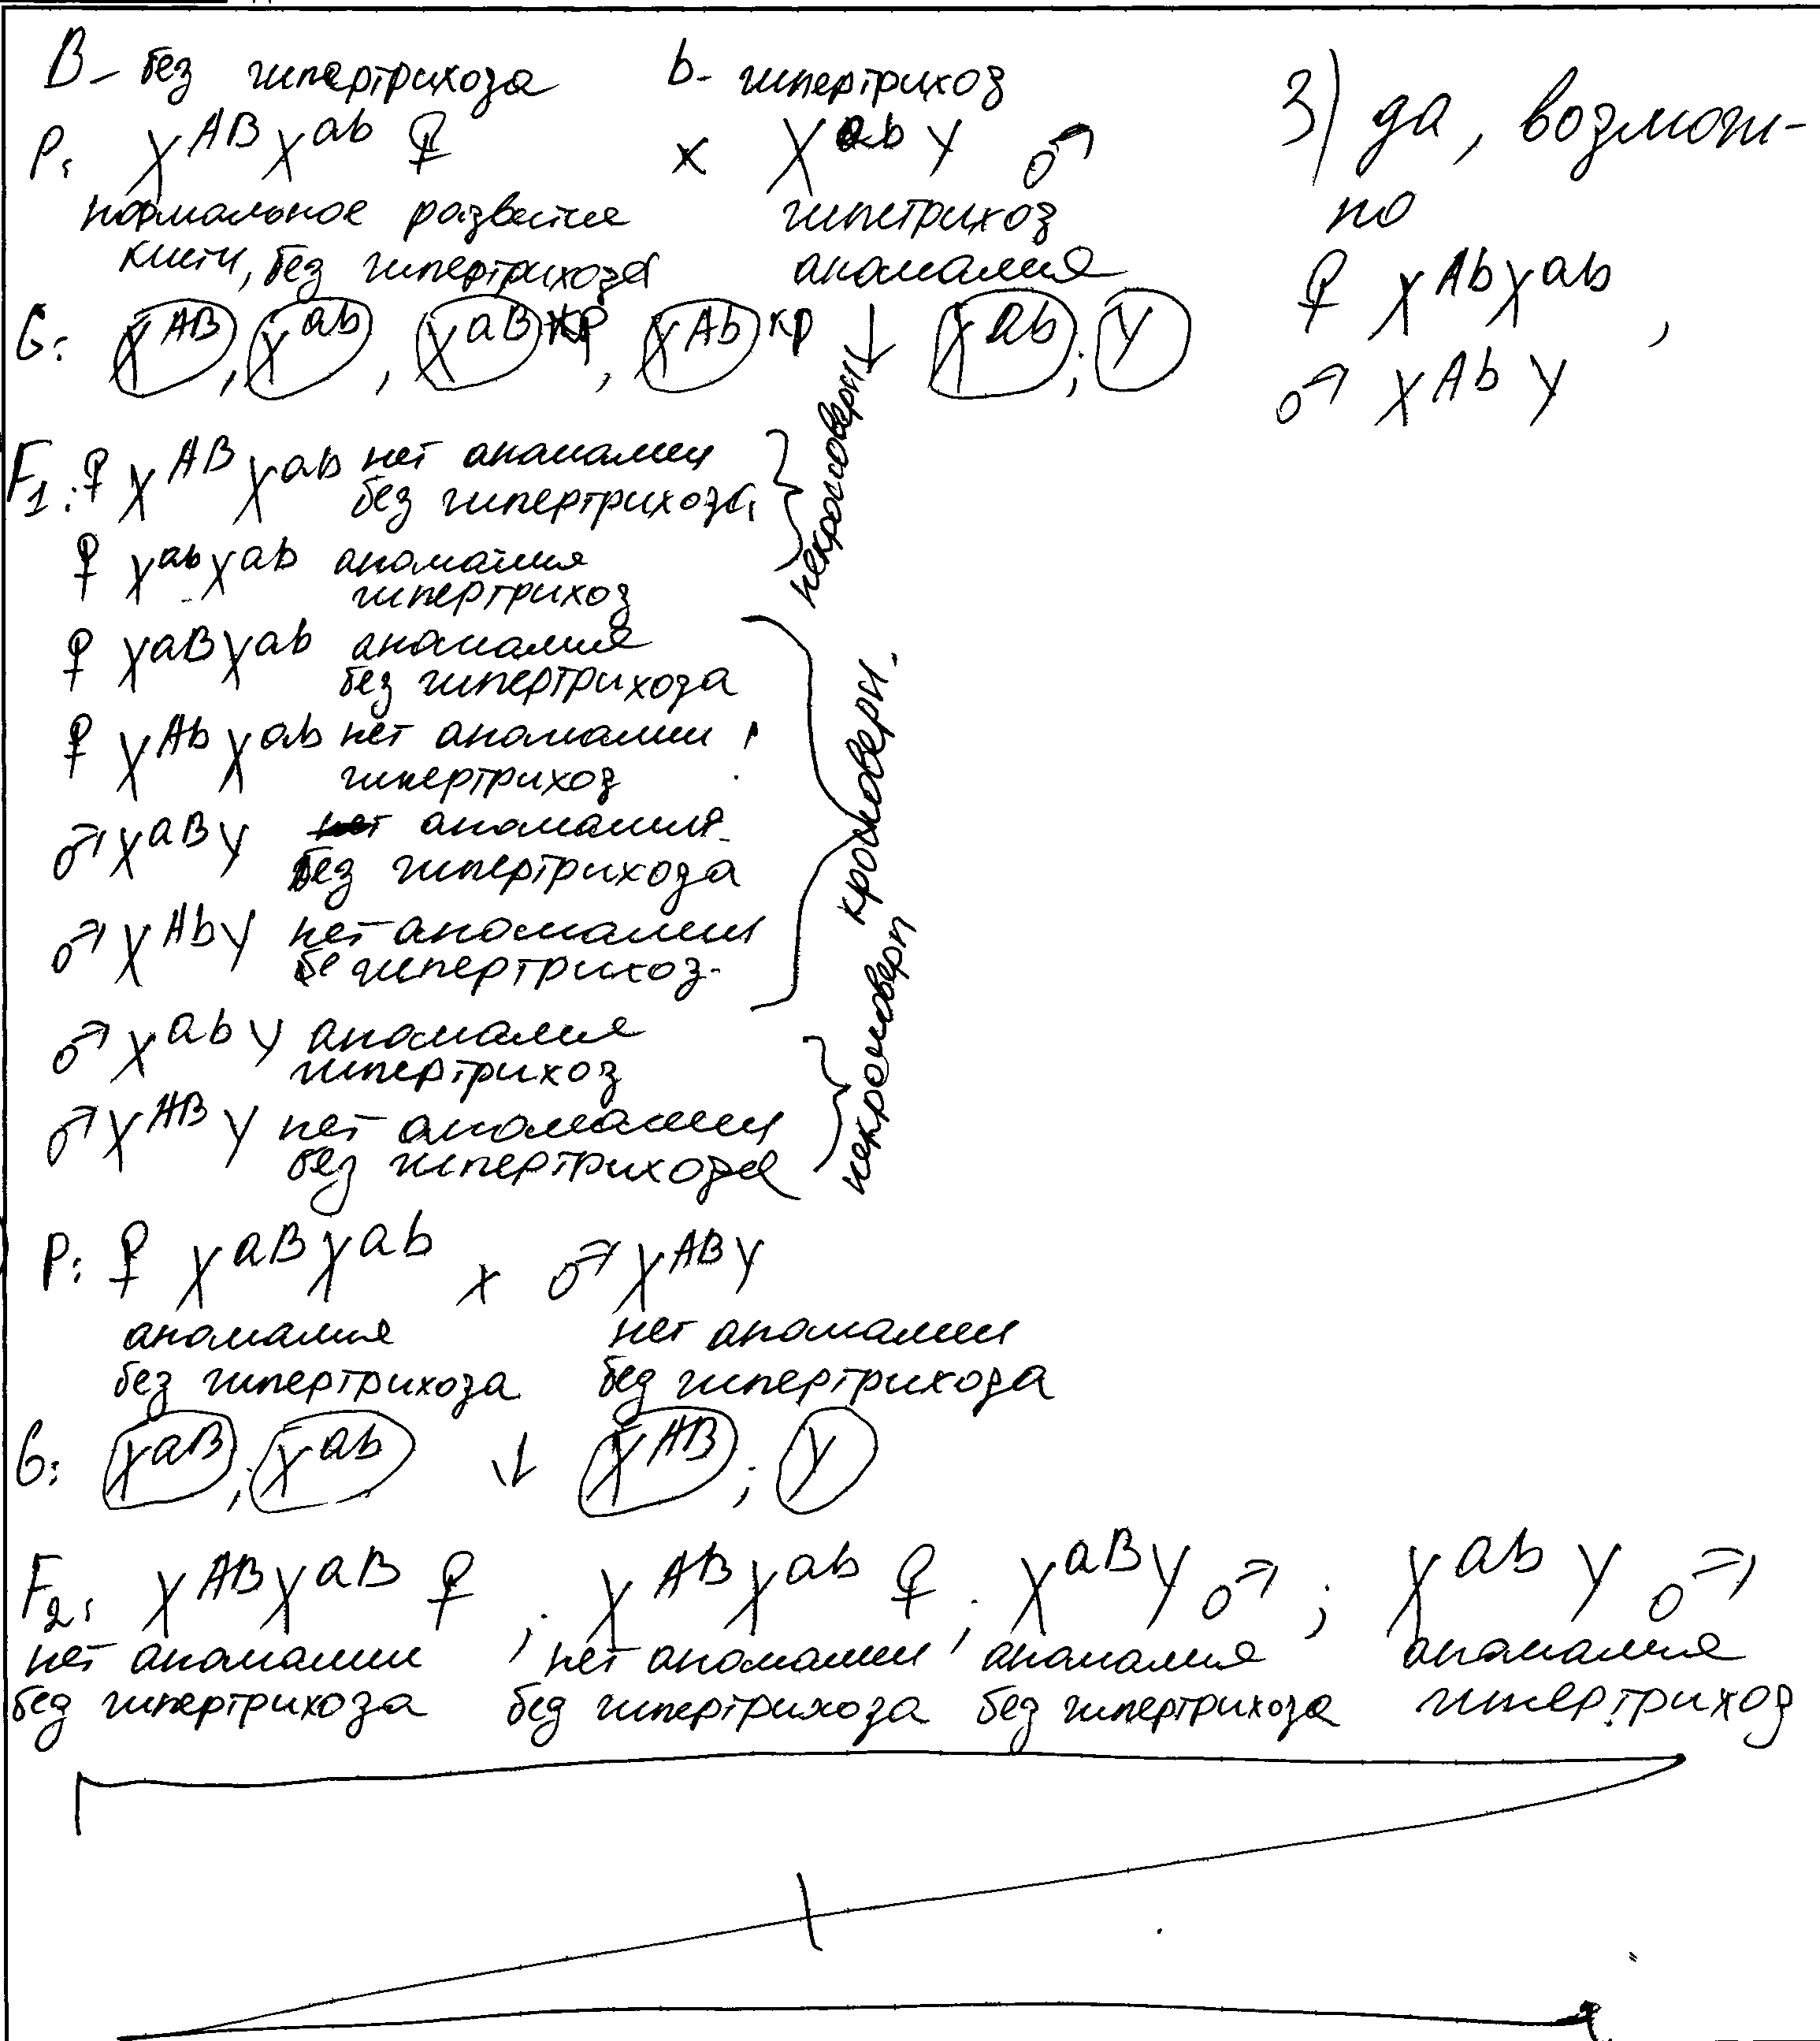 B - без гипертрихоза b - гипертрихоз
P: X^AB X^ab ♀ x X^ab Y ♂
нормальное развитие гипетрихоз
кисти, без гипертрихоза аномалия
G: X^AB, X^ab, X^aB кр, X^Ab кр ↓ X^ab; Y
F1: ♀ X^AB X^ab нет аномалии
без гипертрихоза
♀ X^ab X^ab аномалия
гипертрихоз
некроссоверн
♀ X^aB X^ab аномалия
без гипертрихоза
♀ X^Ab X^ab нет аномалии
гипертрихоз
♂ X^aB Y аномалия
без гипертрихоза
♂ X^Ab Y нет аномалии
гипертрихоз
кроссоверн.
♂ X^ab Y аномалия
гипертрихоз
♂ X^AB Y нет аномалии
без гипертрихоза
некроссоверн
P: ♀ X^aB X^ab x ♂ X^AB Y
аномалия нет аномалии
без гипертрихоза без гипертрихоза
G: X^aB; X^ab ↓ X^AB; Y
F2: X^AB X^aB ♀; X^AB X^ab ♀; X^aB Y ♂; X^ab Y ♂
нет аномалии, нет аномалии, аномалия аномалия
без гипертрихоза без гипертрихоза без гипертрихоза гипертрихоз
3) да, возмож-
но
♀ X^Ab X^ab,
♂ X^Ab Y